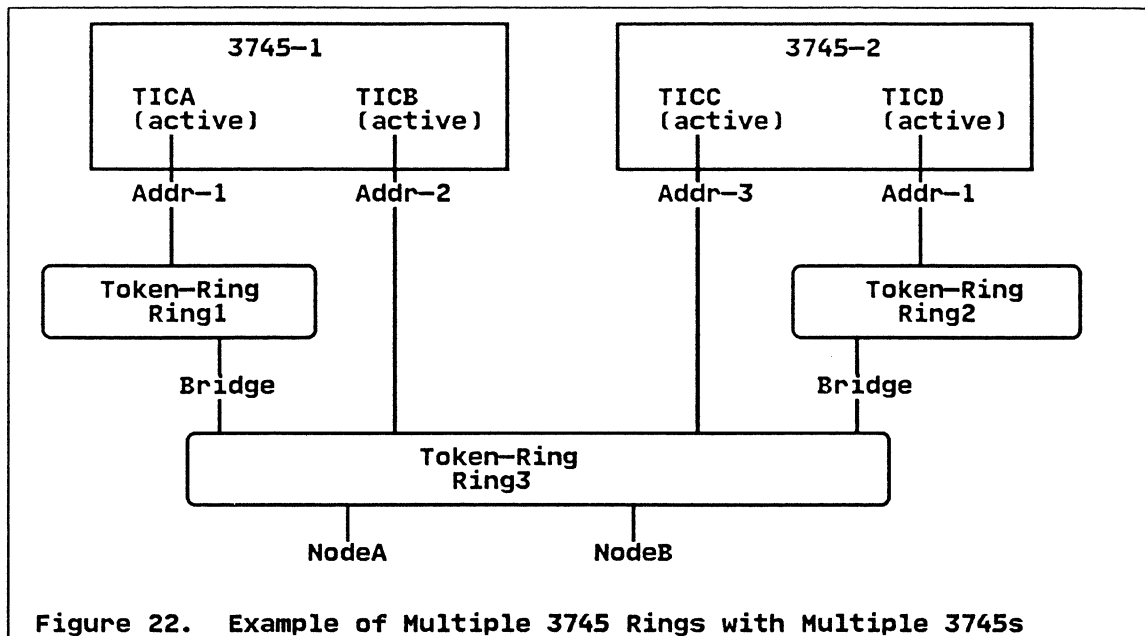 3745-1
3745-2
TICA
(active)
TICB
(active)
TICC
(active)
TICD
(active)
Addr-1
Addr-2
Addr-3
Addr-1
Token-Ring
Ring1
Token-Ring
Ring2
Bridge
Bridge
Token-Ring
Ring3
NodeA
NodeB
Figure 22. Example of Multiple 3745 Rings with Multiple 3745s